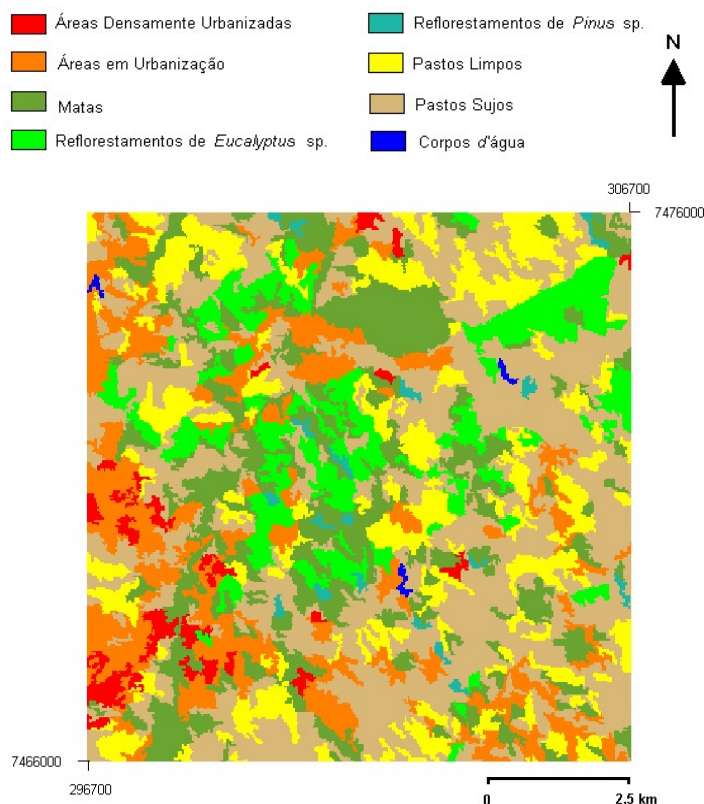 Áreas Densamente Urbanizadas
Áreas em Urbanização
Matas
Reflorestamentos de Eucalyptus sp.
Reflorestamentos de Pinus sp.
Pastos Limpos
Pastos Sujos
Corpos d'água
N
306700
7476000
7466000
296700
0
2.5 km